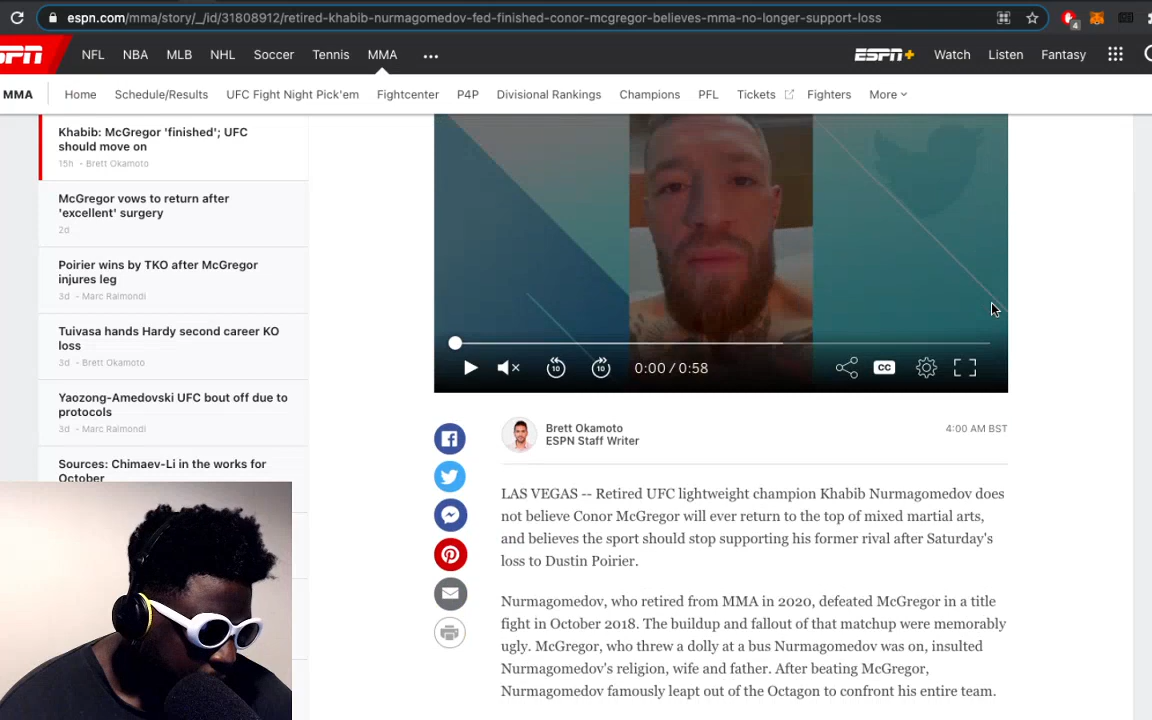 espn.com/mma/story/_/id/31808912/retired-khabib-nurmagomedov-fed-finished-conor-mcgregor-believes-mma-no-longer-support-loss
4
NFL NBA MLB NHL Soccer Tennis MMA ... ESPN+ Watch Listen Fantasy
MMA Home Schedule/Results UFC Fight Night Pick'em Fightcenter P4P Divisional Rankings Champions PFL Tickets Fighters More
Khabib: McGregor 'finished'; UFC
should move on
15h - Brett Okamoto
McGregor vows to return after
'excellent' surgery
2d
Poirier wins by TKO after McGregor
injures leg
3d - Marc Raimondi
Tuivasa hands Hardy second career KO
loss
3d - Brett Okamoto
Yaozong-Amedovski UFC bout off due to
protocols
3d - Marc Raimondi
Sources: Chimaev-Li in the works for
October
10 10 0:00 / 0:58 CC
Brett Okamoto
ESPN Staff Writer
4:00 AM BST
LAS VEGAS -- Retired UFC lightweight champion Khabib Nurmagomedov does
not believe Conor McGregor will ever return to the top of mixed martial arts,
and believes the sport should stop supporting his former rival after Saturday's
loss to Dustin Poirier.
Nurmagomedov, who retired from MMA in 2020, defeated McGregor in a title
fight in October 2018. The buildup and fallout of that matchup were memorably
ugly. McGregor, who threw a dolly at a bus Nurmagomedov was on, insulted
Nurmagomedov's religion, wife and father. After beating McGregor,
Nurmagomedov famously leapt out of the Octagon to confront his entire team.